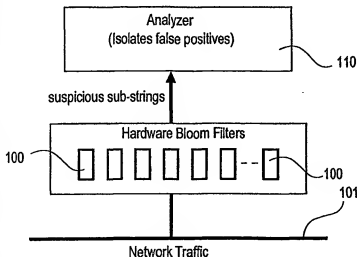 Analyzer
(Isolates false positives)
110
suspicious sub-strings
Hardware Bloom Filters
100
100
101
Network Traffic